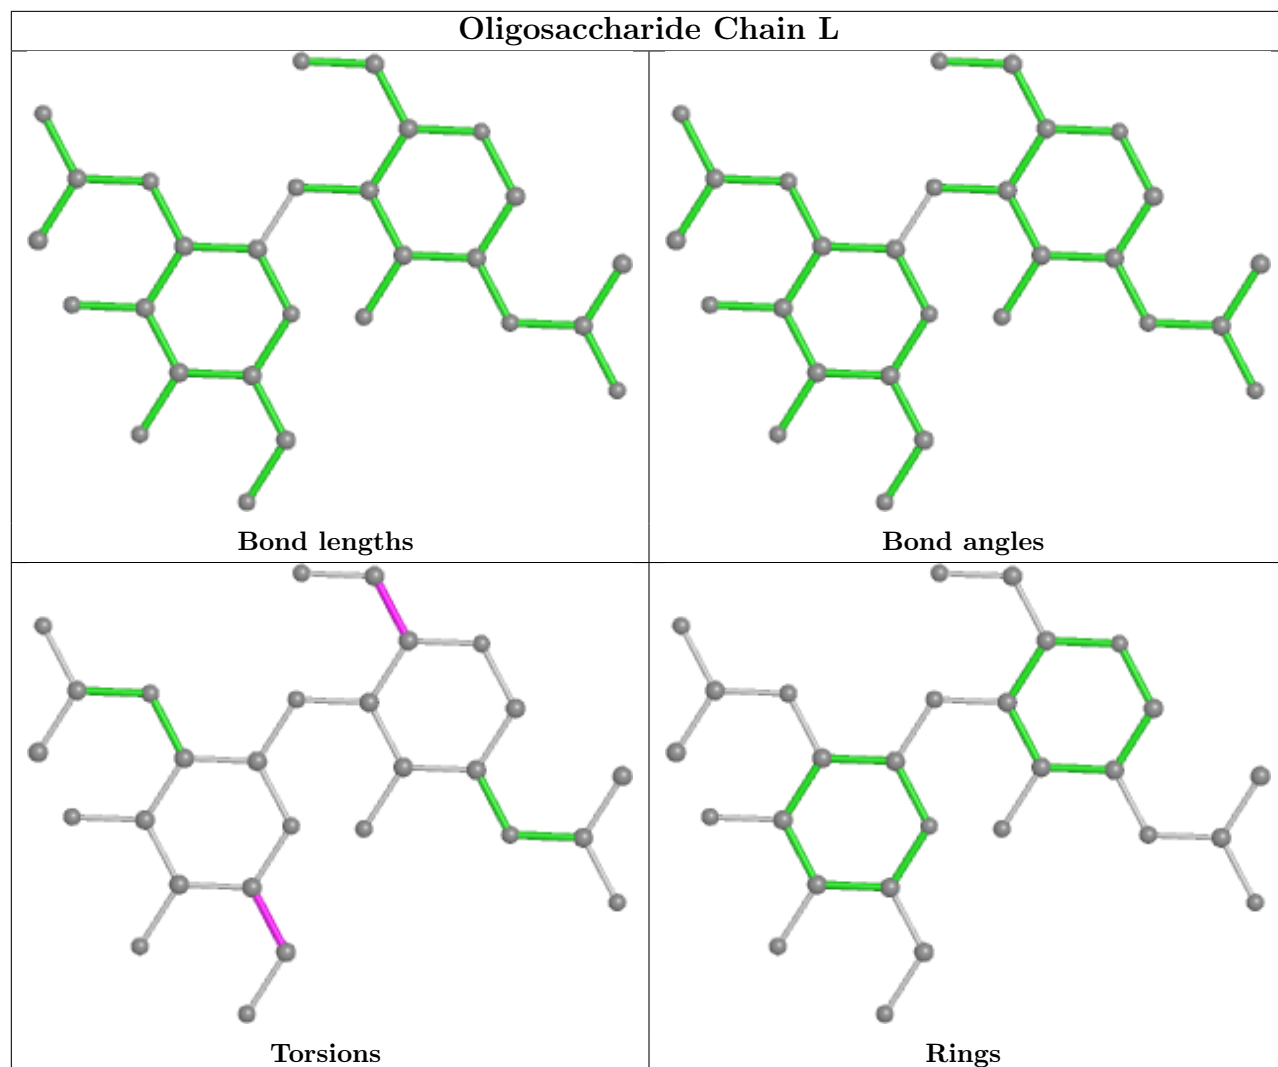 Oligosaccharide Chain L
Bond lengths
Bond angles
Torsions
Rings